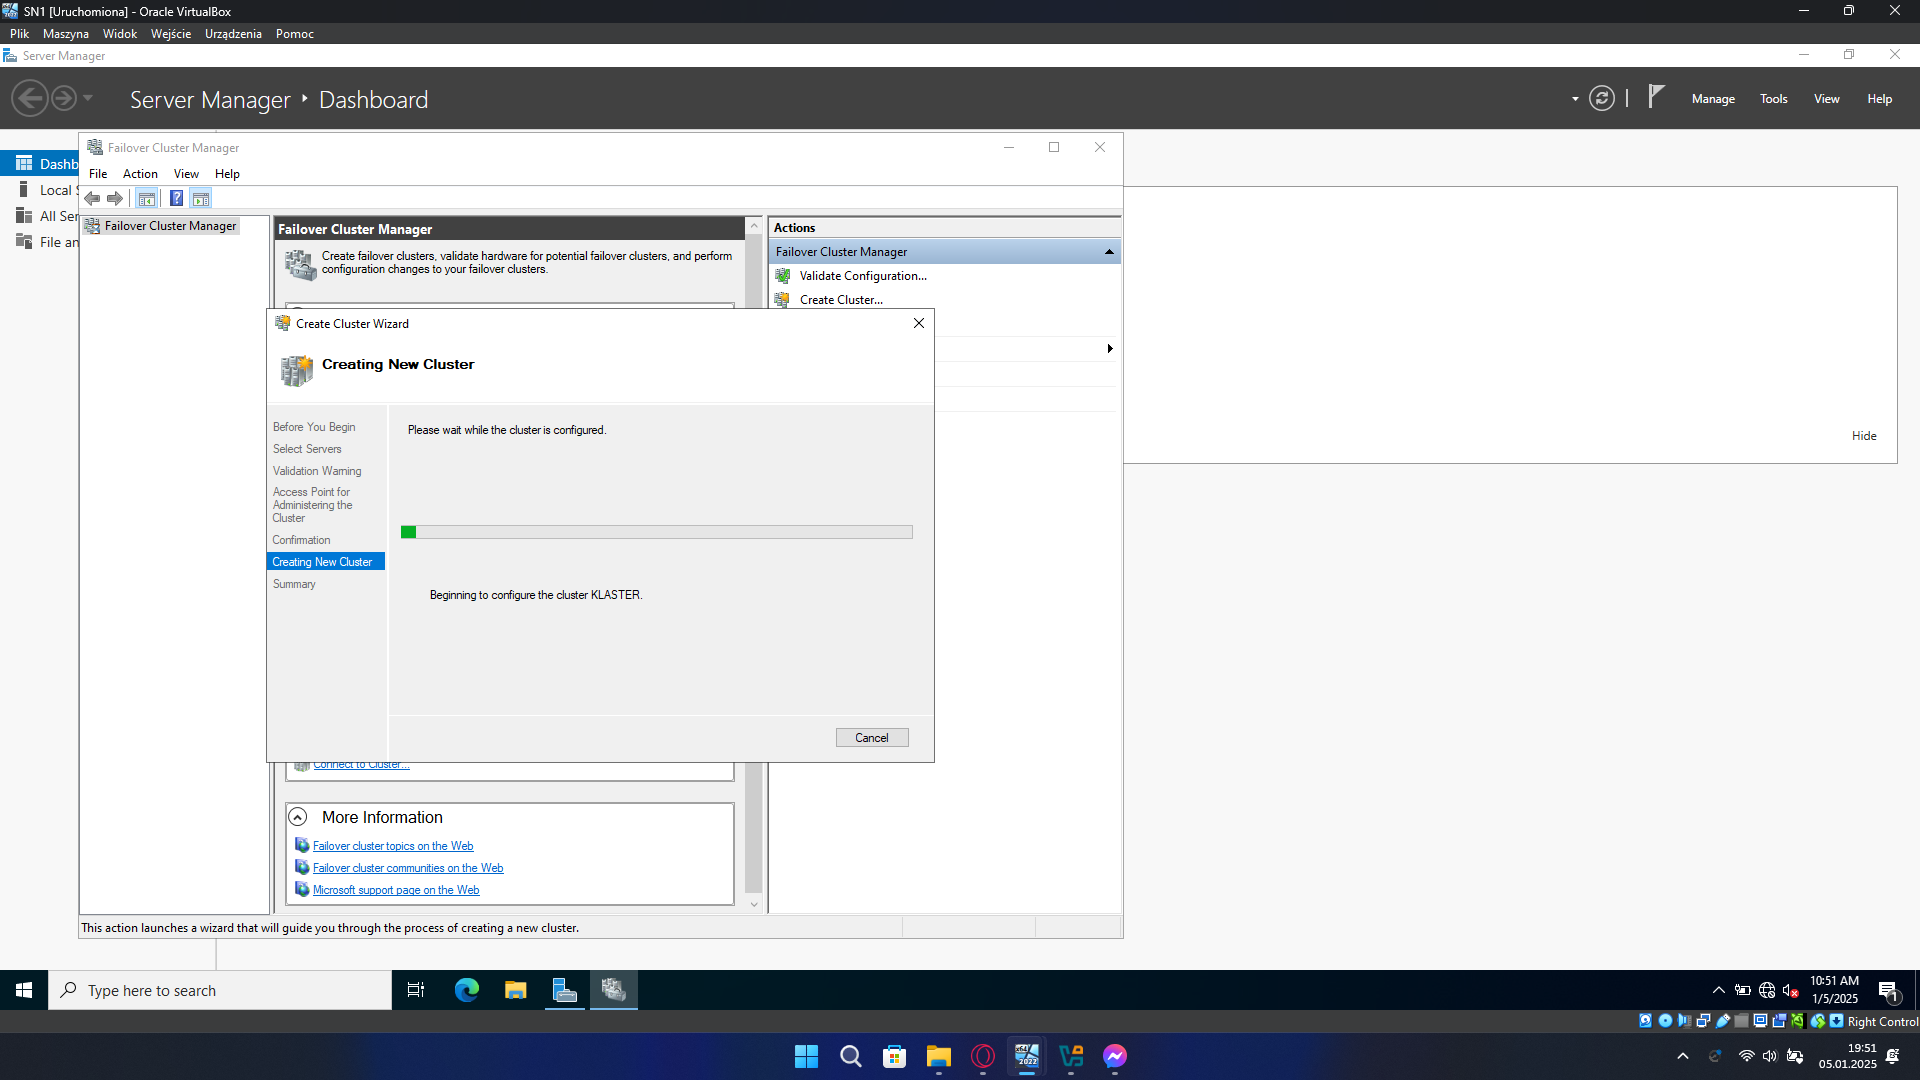 SN1 [Uruchomiona] - Oracle VirtualBox
Plik Maszyna Widok Wejście Urządzenia Pomoc
Server Manager
Server Manager Dashboard
Manage Tools View Help
Dashb
Local
All Ser
File an
Failover Cluster Manager
File Action View Help
Failover Cluster Manager
Failover Cluster Manager
Create failover clusters, validate hardware for potential failover clusters, and perform
configuration changes to your failover clusters.
Actions
Failover Cluster Manager
Validate Configuration...
Create Cluster...
Hide
Create Cluster Wizard
Creating New Cluster
Before You Begin
Select Servers
Validation Warning
Access Point for
Administering the
Cluster
Confirmation
Creating New Cluster
Summary
Please wait while the cluster is configured.
Beginning to configure the cluster KLASTER.
Cancel
Connect to Cluster...
More Information
Failover cluster topics on the Web
Failover cluster communities on the Web
Microsoft support page on the Web
This action launches a wizard that will guide you through the process of creating a new cluster.
Type here to search
10:51 AM
1/5/2025
1
Right Control
2022
19:51
05.01.2025